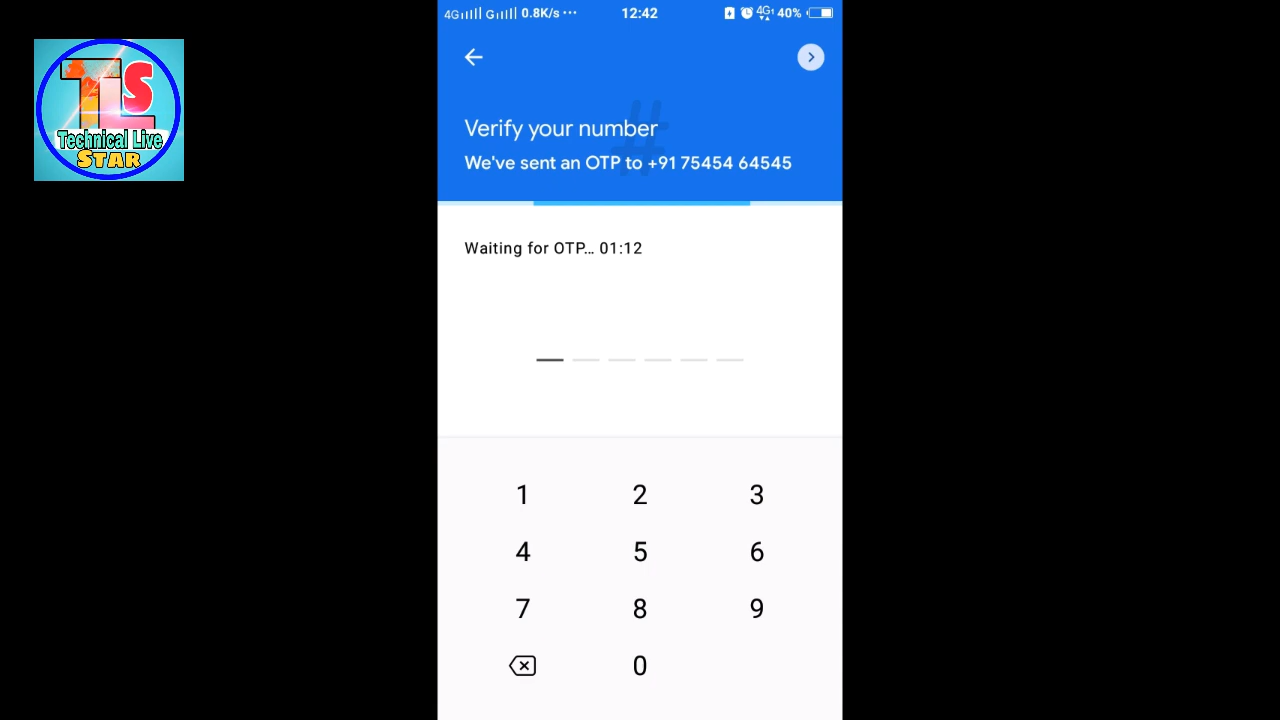 4G G 0.8K/s ··· 12:42 4G 40%
TLS
Technical Live
STAR
Verify your number
#
We've sent an OTP to +91 75454 64545
Waiting for OTP... 01:12
1 2 3
4 5 6
7 8 9
0